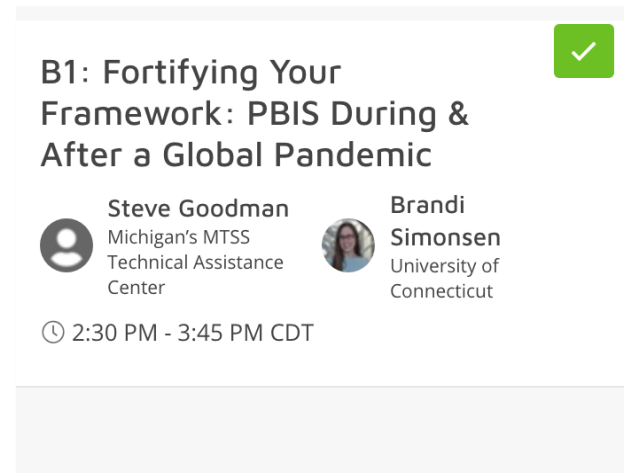 B1: Fortifying Your
Framework: PBIS During &
After a Global Pandemic
Steve Goodman
Michigan’s MTSS
Technical Assistance
Center
Brandi
Simonsen
University of
Connecticut
2:30 PM - 3:45 PM CDT